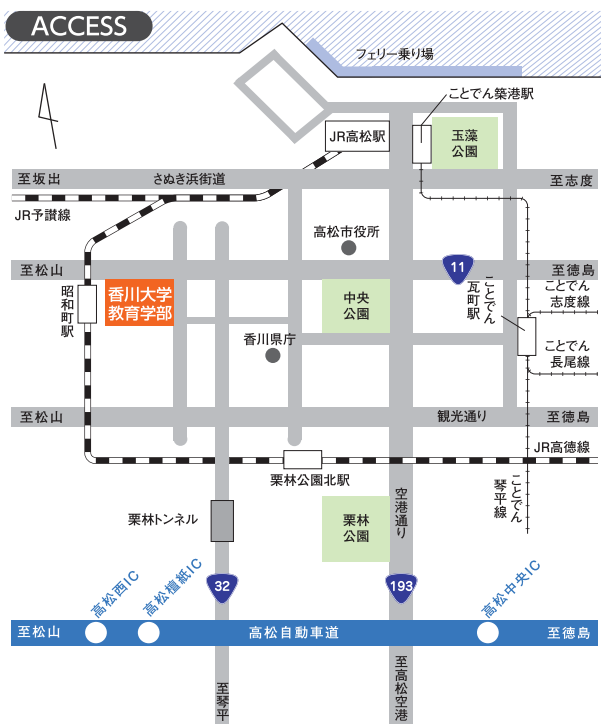 ACCESS
フェリー乗り場
ことでん築港駅
JR高松駅
玉藻
公園
至坂出
さぬき浜街道
至志度
JR予讃線
高松市役所
至松山
11
至徳島
昭和町駅
香川大学
教育学部
中央
公園
ことでん
瓦町駅
ことでん
志度線
香川県庁
ことでん
長尾線
至松山
観光通り
至徳島
JR高徳線
栗林公園北駅
ことでん
琴平線
栗林トンネル
栗林
公園
空港通り
高松西IC
高松檀紙IC
32
193
高松中央IC
至松山
高松自動車道
至徳島
至琴平
至高松空港